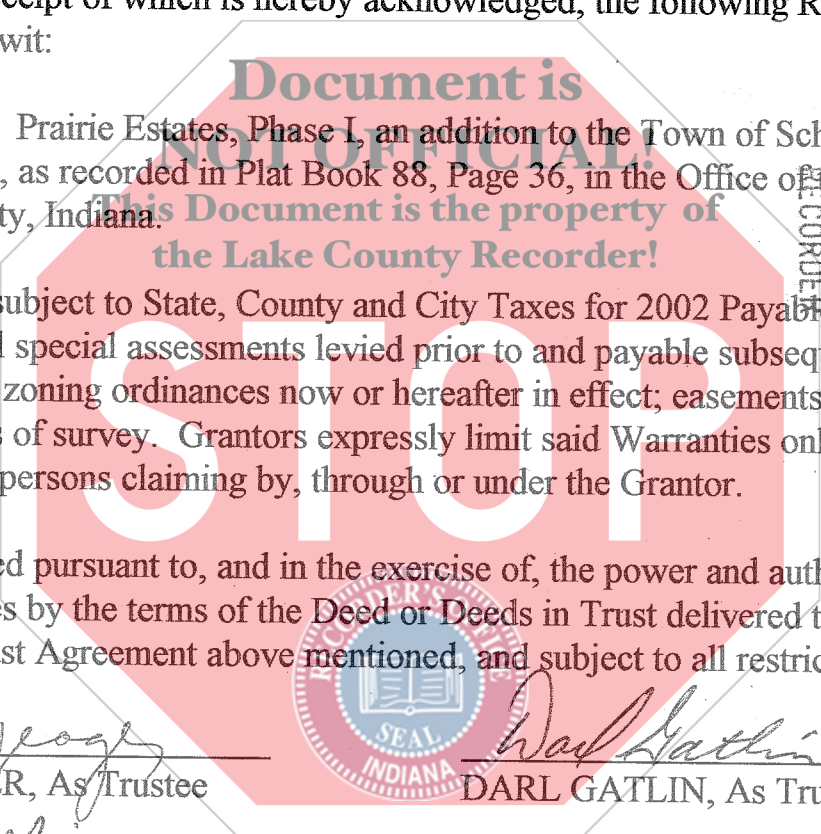 ceipt of which is hereby acknowledged, the following R
wit:
Document is
Prairie Estates, Phase I, an addition to the Town of Sch
NOT OFFICIAL!
, as recorded in Plat Book 88, Page 36, in the Office of
This Document is the property of
ty, Indiana.
the Lake County Recorder!
RECORDER
subject to State, County and City Taxes for 2002 Payable
l special assessments levied prior to and payable subsequ
zoning ordinances now or hereafter in effect; easements
s of survey. Grantors expressly limit said Warranties onl
persons claiming by, through or under the Grantor.
STOP
ed pursuant to, and in the exercise of, the power and auth
es by the terms of the Deed or Deeds in Trust delivered t
st Agreement above mentioned, and subject to all restric
RECORDER'S OFFICE
SEAL
INDIANA
Darl Gatlin
R, As Trustee
DARL GATLIN, As Tru